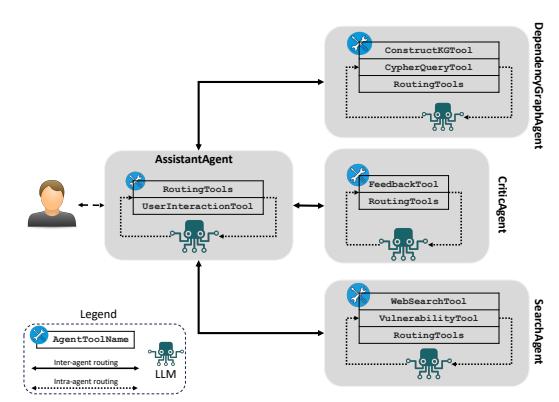 ConstructKGTool
CypherQueryTool
RoutingTools
DependencyGraphAgent
AssistantAgent
RoutingTools
UserInteractionTool
FeedbackTool
RoutingTools
CriticAgent
WebSearchTool
VulnerabilityTool
RoutingTools
SearchAgent
Legend
AgentToolName
LLM
Inter-agent routing
Intra-agent routing